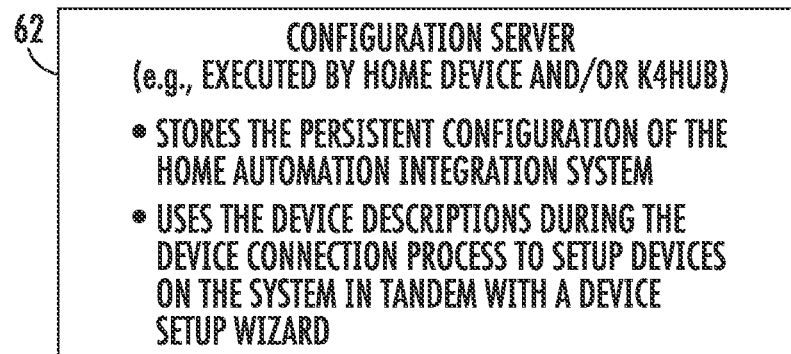 62
CONFIGURATION SERVER
(e.g., EXECUTED BY HOME DEVICE AND/OR K4HUB)
• STORES THE PERSISTENT CONFIGURATION OF THE
HOME AUTOMATION INTEGRATION SYSTEM
• USES THE DEVICE DESCRIPTIONS DURING THE
DEVICE CONNECTION PROCESS TO SETUP DEVICES
ON THE SYSTEM IN TANDEM WITH A DEVICE
SETUP WIZARD